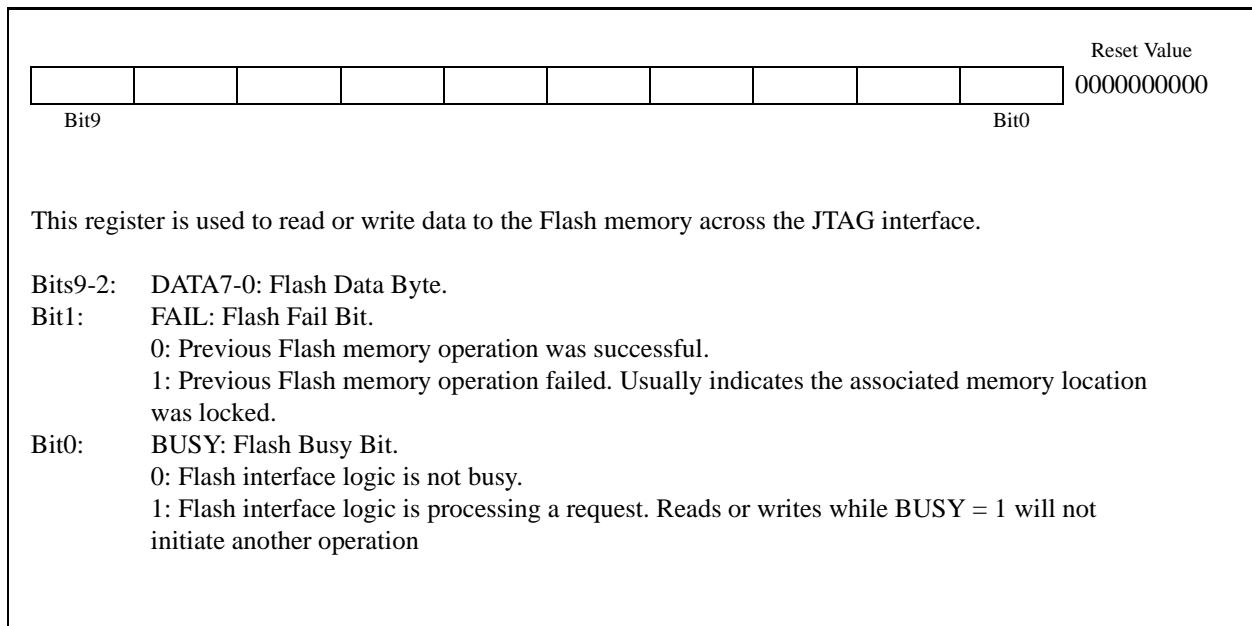 Reset Value
0000000000
Bit9 Bit0
This register is used to read or write data to the Flash memory across the JTAG interface.
Bits9-2: DATA7-0: Flash Data Byte.
Bit1: FAIL: Flash Fail Bit.
0: Previous Flash memory operation was successful.
1: Previous Flash memory operation failed. Usually indicates the associated memory location
was locked.
Bit0: BUSY: Flash Busy Bit.
0: Flash interface logic is not busy.
1: Flash interface logic is processing a request. Reads or writes while BUSY = 1 will not
initiate another operation